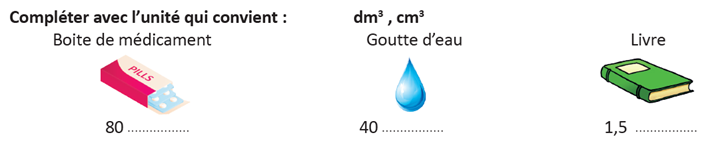 Compléter avec l’unité qui convient : dm³ , cm³
Boite de médicament Goutte d’eau Livre
PILLS
80 ................ 40 ................ 1,5 ................